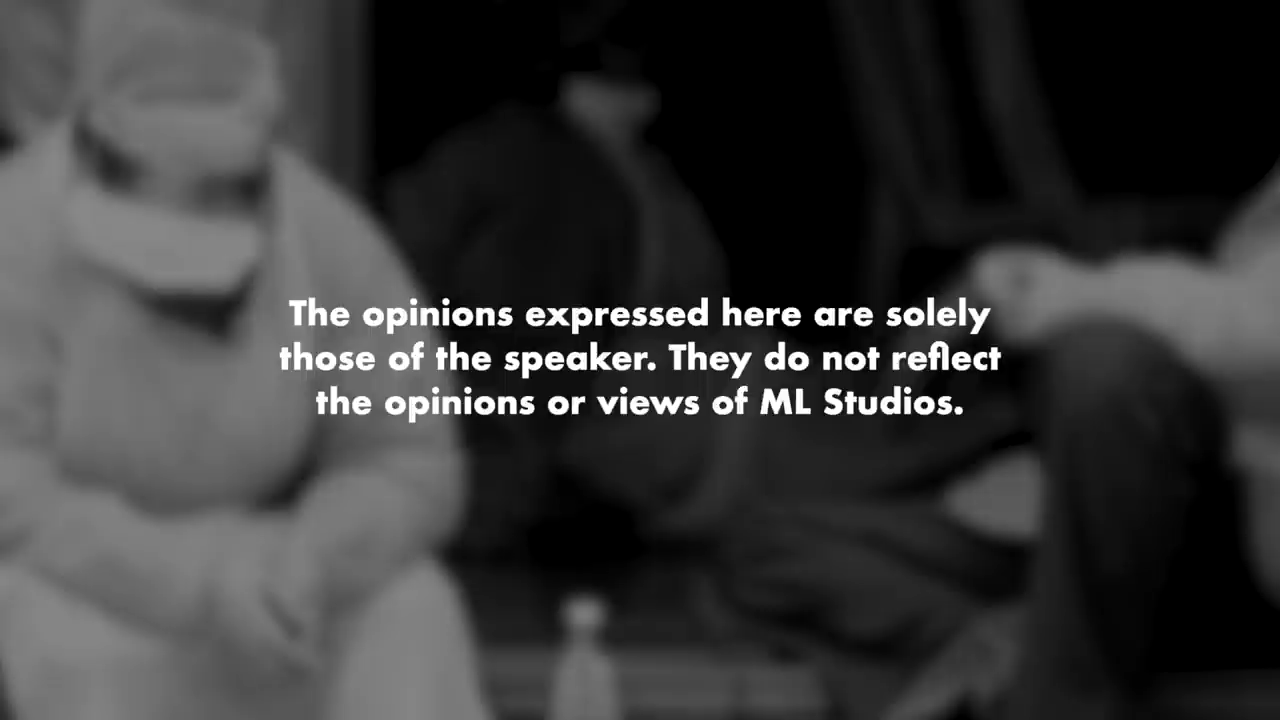 The opinions expressed here are solely
those of the speaker. They do not reflect
the opinions or views of ML Studios.